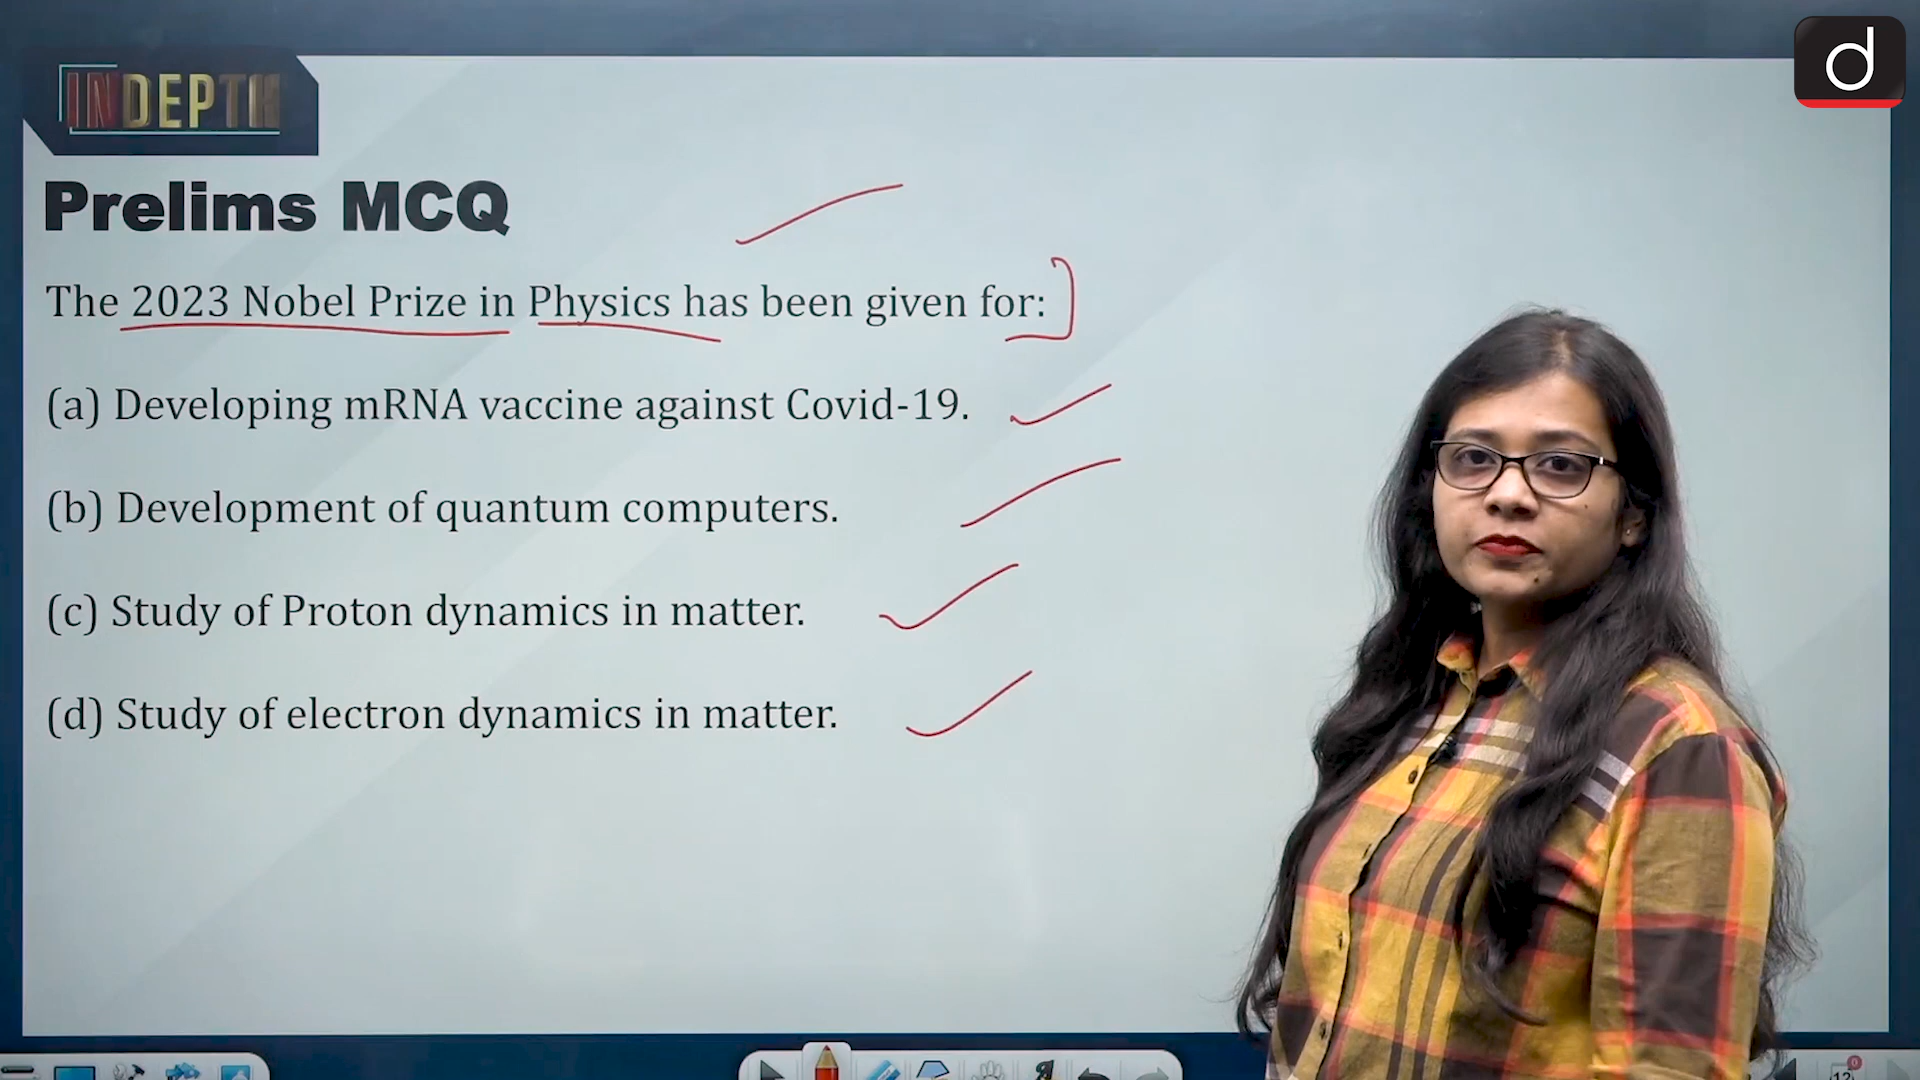 INDEPTH
d
Prelims MCQ
The 2023 Nobel Prize in Physics has been given for:
(a) Developing mRNA vaccine against Covid-19.
(b) Development of quantum computers.
(c) Study of Proton dynamics in matter.
(d) Study of electron dynamics in matter.
12